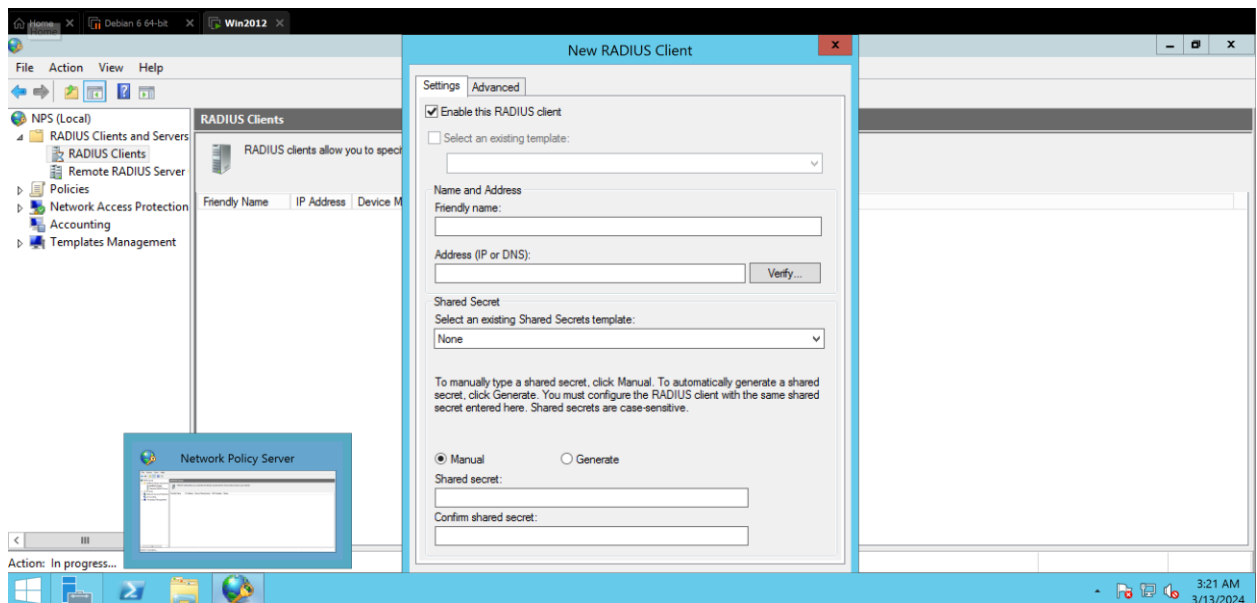 Home
Debian 6 64-bit
Win2012
Home
New RADIUS Client
File Action View Help
NPS (Local)
RADIUS Clients and Servers
RADIUS Clients
Remote RADIUS Server
Policies
Network Access Protection
Accounting
Templates Management
RADIUS Clients
RADIUS clients allow you to speci
Friendly Name IP Address Device M
Settings Advanced
Enable this RADIUS client
Select an existing template:
Name and Address
Friendly name:
Address (IP or DNS):
Verify...
Shared Secret
Select an existing Shared Secrets template:
None
To manually type a shared secret, click Manual. To automatically generate a shared
secret, click Generate. You must configure the RADIUS client with the same shared
secret entered here. Shared secrets are case-sensitive.
Manual Generate
Shared secret:
Confirm shared secret:
Network Policy Server
Action: In progress...
3:21 AM
3/13/2024